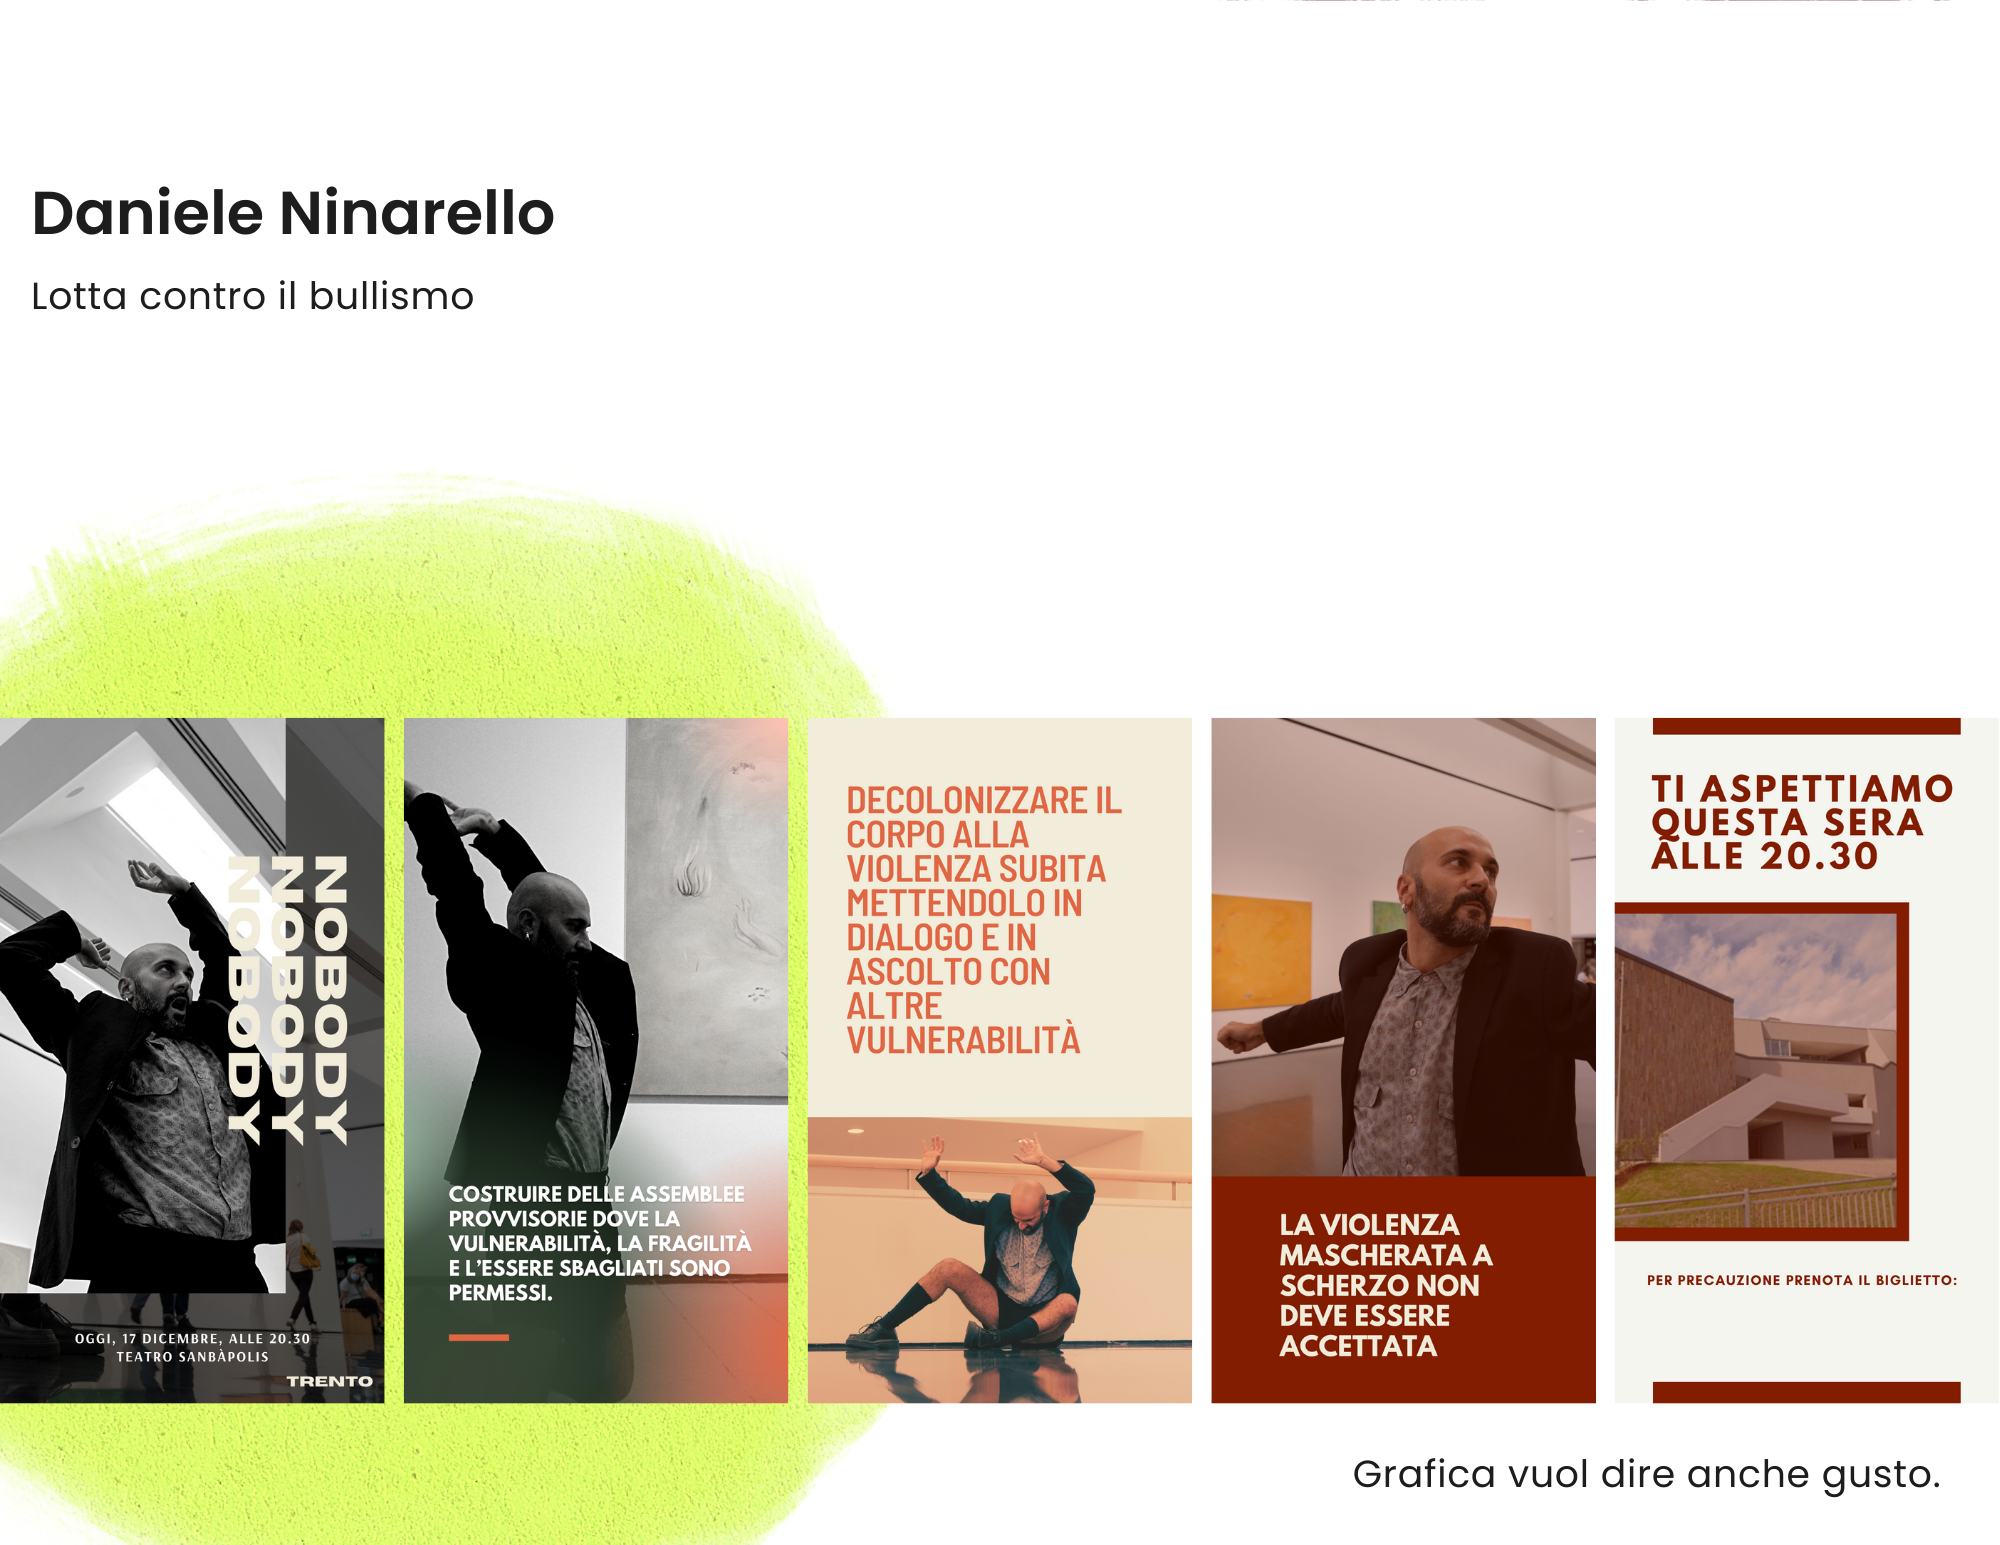 Daniele Ninarello
Lotta contro il bullismo
NOBODY
NOBODY
NOBODY
OGGI, 17 DICEMBRE, ALLE 20.30
TEATRO SANBÀPOLIS
TRENTO
COSTRUIRE DELLE ASSEMBLEE
PROVVISORIE DOVE LA
VULNERABILITÀ, LA FRAGILITÀ
E L'ESSERE SBAGLIATI SONO
PERMESSI.
DECOLONIZZARE IL
CORPO ALLA
VIOLENZA SUBITA
METTENDOLO IN
DIALOGO E IN
ASCOLTO CON
ALTRE
VULNERABILITÀ
LA VIOLENZA
MASCHERATA A
SCHERZO NON
DEVE ESSERE
ACCETTATA
TI ASPETTIAMO
QUESTA SERA
ALLE 20.30
PER PRECAUZIONE PRENOTA IL BIGLIETTO:
Grafica vuol dire anche gusto.